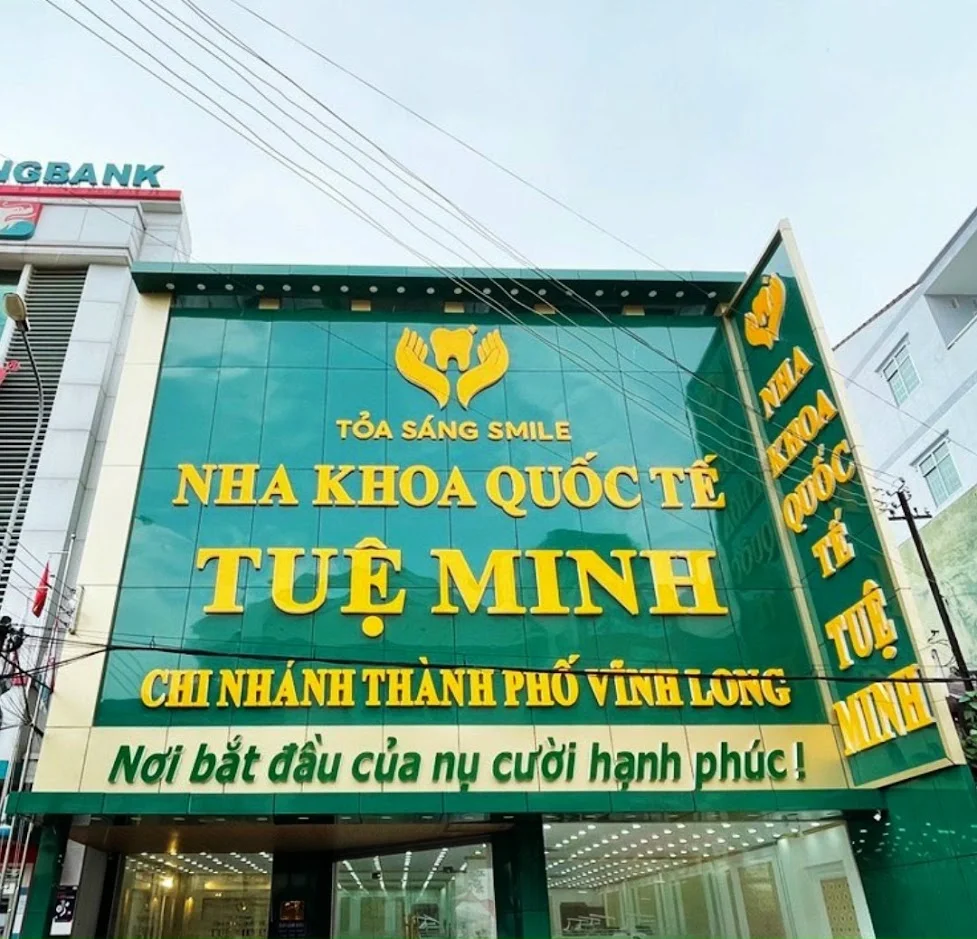 NGBANK
TỎA SÁNG SMILE
NHA KHOA QUỐC TẾ
TUỆ MINH
CHI NHÁNH THÀNH PHỐ VĨNH LONG
Nơi bắt đầu của nụ cười hạnh phúc!
NHA
KHOA
QUỐC
TẾ
TUỆ
MINH